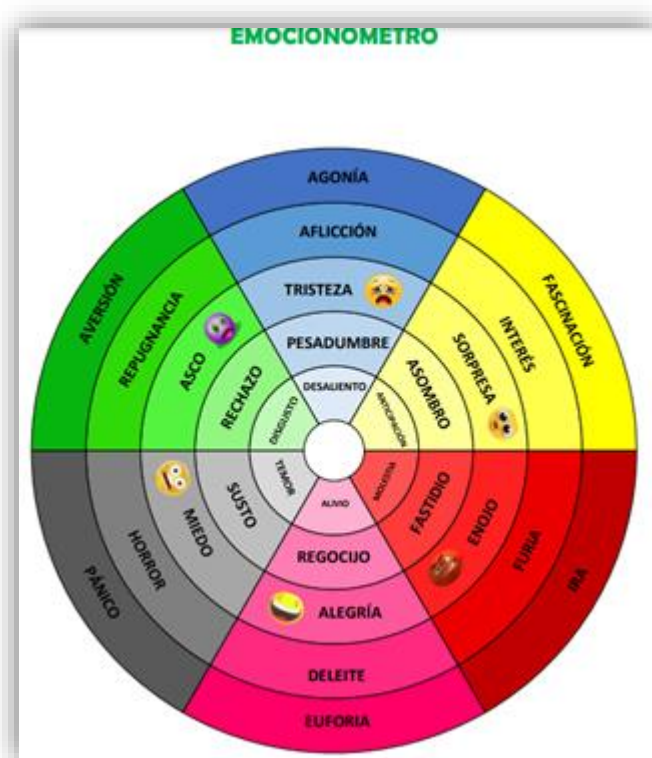 EMOCIONOMETRO
AGONÍA
AFLICCIÓN
TRISTEZA
PESADUMBRE
DESALIENTO
FASCINACIÓN
INTERÉS
SORPRESA
ASOMBRO
ANTICIPACIÓN
IRA
FURIA
ENOJO
FASTIDIO
MOLESTIA
ALIVIO
REGOCIJO
ALEGRÍA
DELEITE
EUFORIA
PÁNICO
HORROR
MIEDO
SUSTO
TEMOR
AVERSIÓN
REPUGNANCIA
ASCO
RECHAZO
DISGUSTO